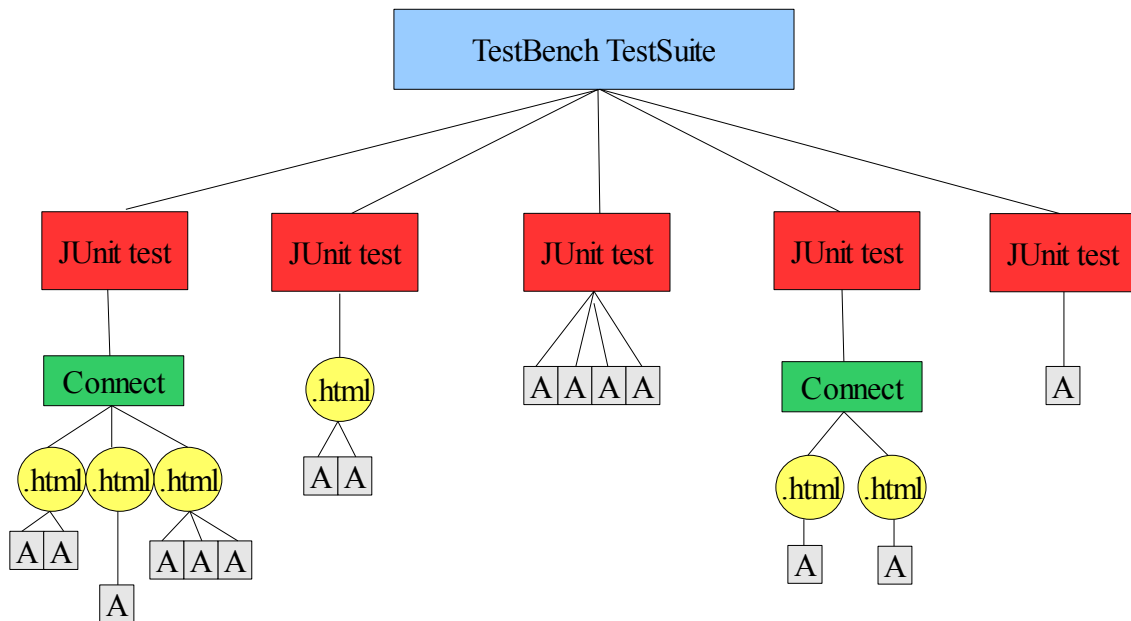 TestBench TestSuite
JUnit test JUnit test JUnit test JUnit test JUnit test
Connect .html A A A A Connect A
.html .html .html A A .html .html
A A A A A A A
A